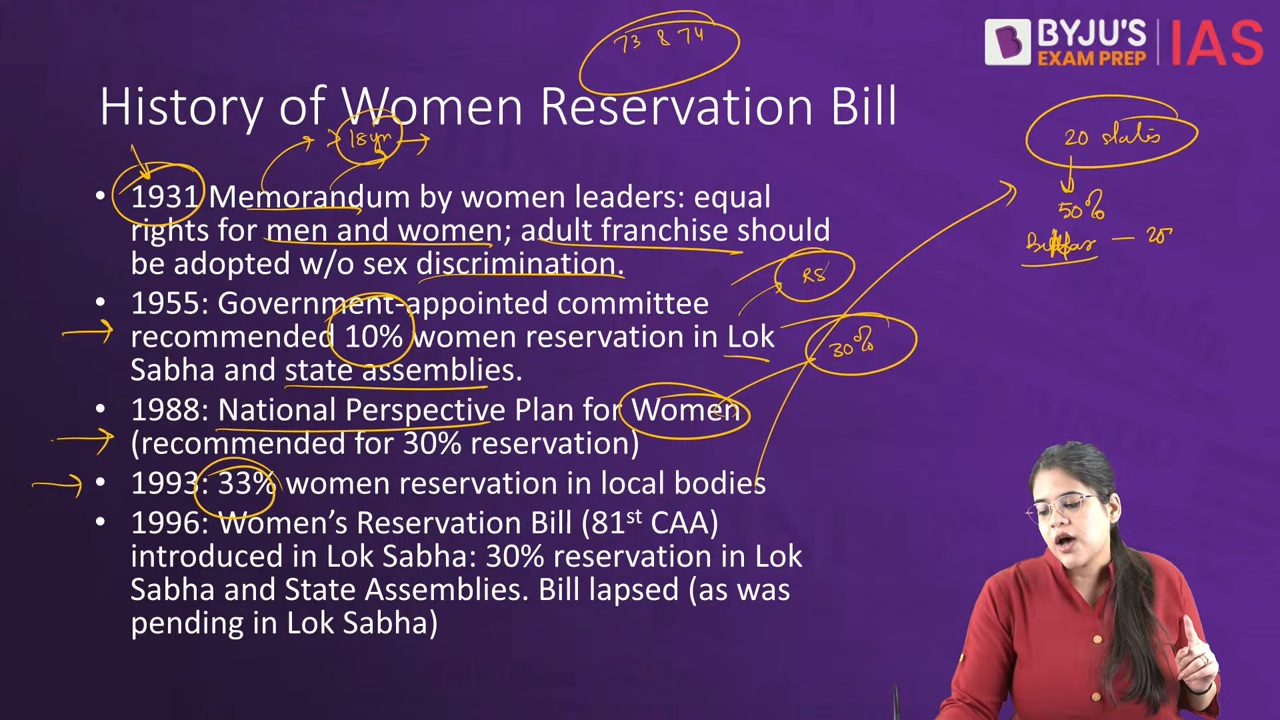 73 & 74
BYJU'S
EXAM PREP
IAS
History of Women Reservation Bill
18 yr
20 states
50%
• 1931 Memorandum by women leaders: equal
rights for men and women; adult franchise should
be adopted w/o sex discrimination.
RS
• 1955: Government-appointed committee
recommended 10% women reservation in Lok
Sabha and state assemblies.
30%
• 1988: National Perspective Plan for Women
(recommended for 30% reservation)
• 1993: 33% women reservation in local bodies
• 1996: Women’s Reservation Bill (81st CAA)
introduced in Lok Sabha: 30% reservation in Lok
Sabha and State Assemblies. Bill lapsed (as was
pending in Lok Sabha)